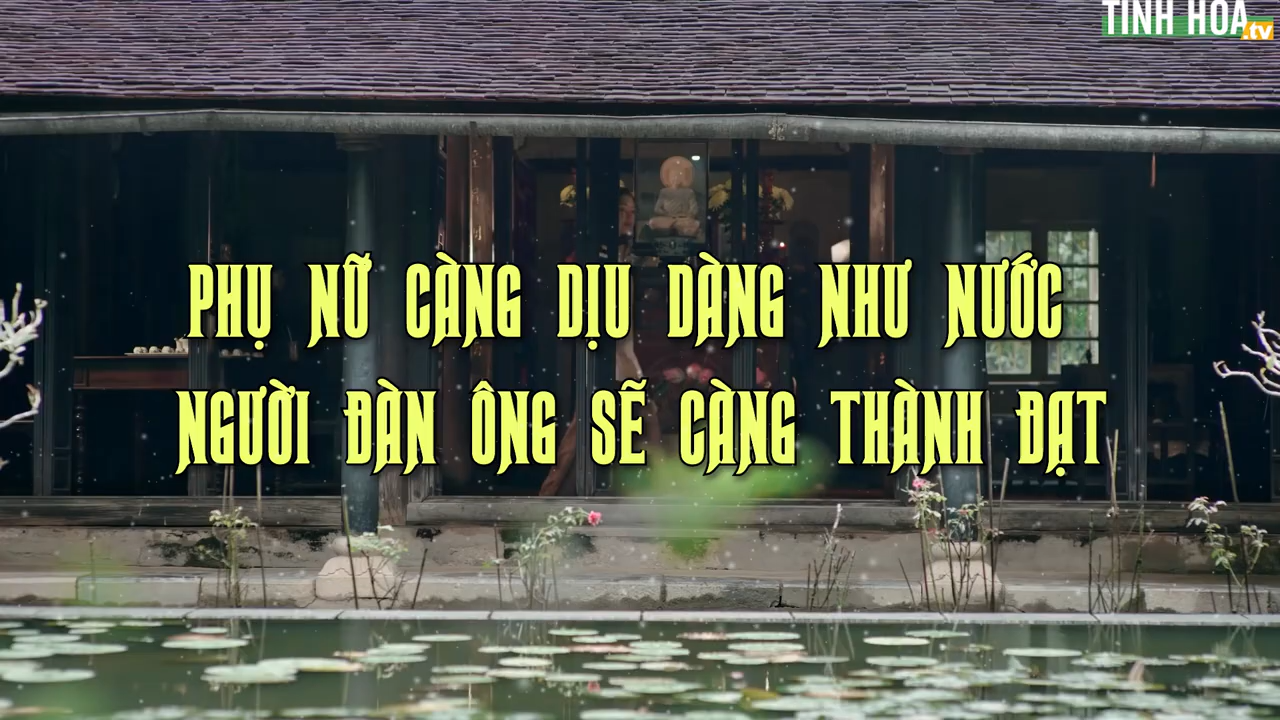 TINH HOA.tv
PHỤ NỮ CÀNG DỊU DÀNG NHƯ NƯỚC
NGƯỜI ĐÀN ÔNG SẼ CÀNG THÀNH ĐẠT